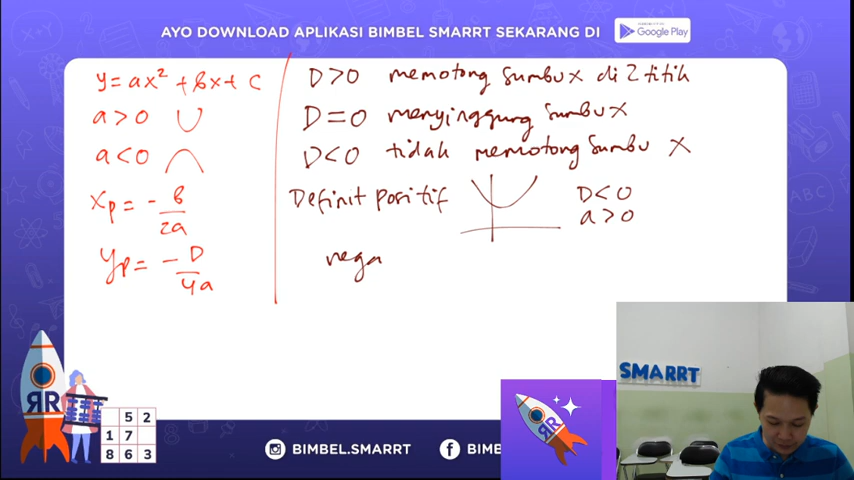 AYO DOWNLOAD APLIKASI BIMBEL SMARRT SEKARANG DI
Google Play
y = ax² + bx + c
a > 0
a < 0
xp = - b/2a
yp = - D/4a
D > 0 memotong sumbu x di 2 titik
D = 0 menyinggung sumbu x
D < 0 tidak memotong sumbu x
Definit positif
D < 0
a > 0
nega
RR
5 2
1 7
8 6 3
BIMBEL.SMARRT
BIMBE
RR
SMARRT